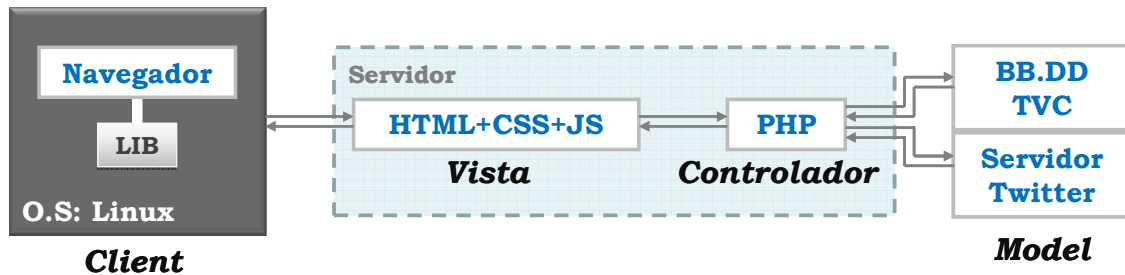 Navegador
LIB
O.S: Linux
Client
Servidor
HTML+CSS+JS
Vista
PHP
Controlador
BB.DD
TVC
Servidor
Twitter
Model